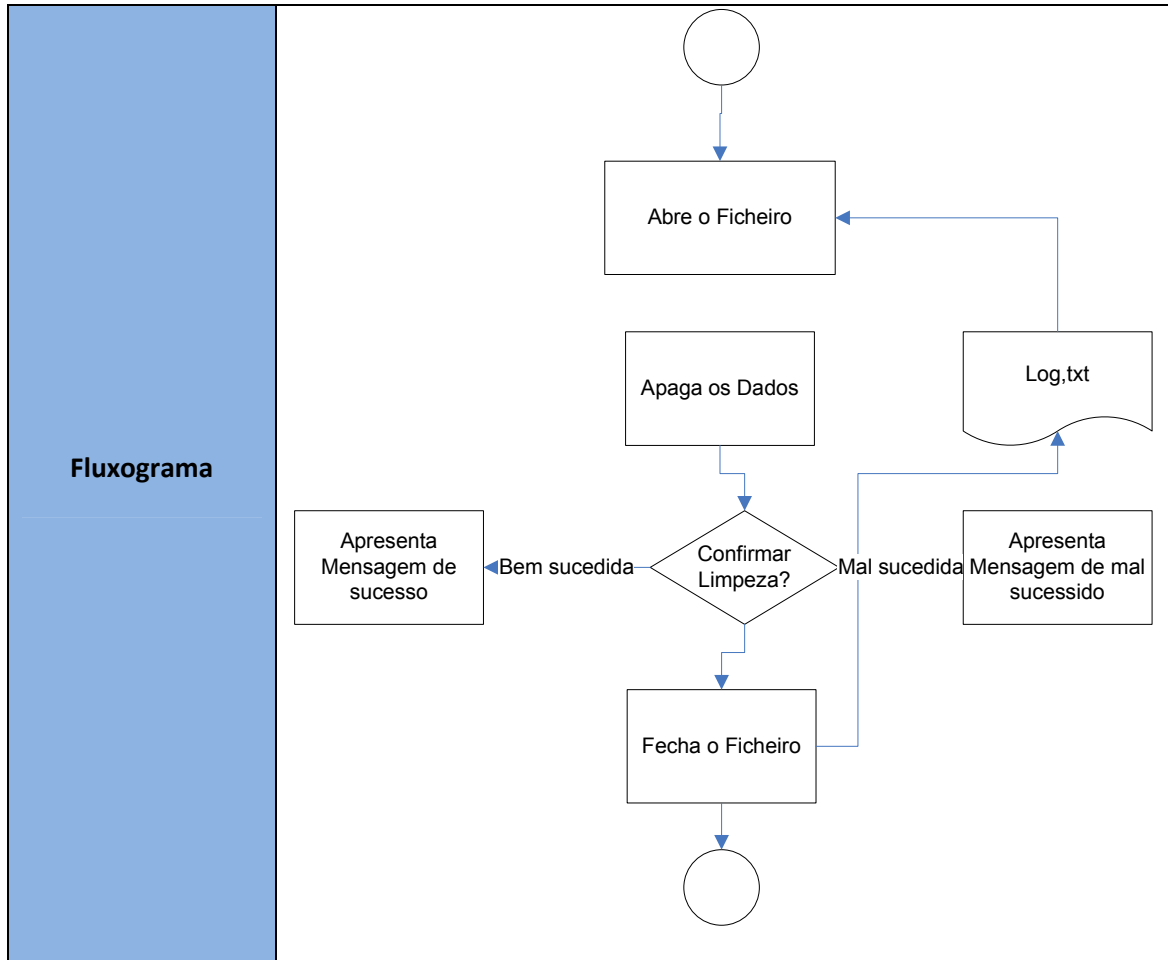 Fluxograma
Abre o Ficheiro
Apaga os Dados
Log,txt
Apresenta
Mensagem de
sucesso
Bem sucedida
Confirmar
Limpeza?
Mal sucedida
Apresenta
Mensagem de mal
sucessido
Fecha o Ficheiro